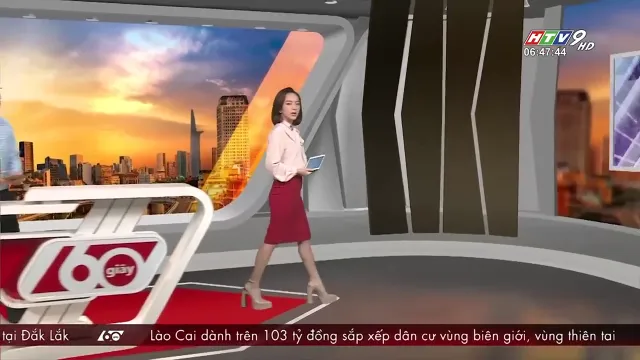 HTV9 HD
06:47:44
60 giây
tại Đắk Lắk 60 Lào Cai dành trên 103 tỷ đồng sắp xếp dân cư vùng biên giới, vùng thiên tai